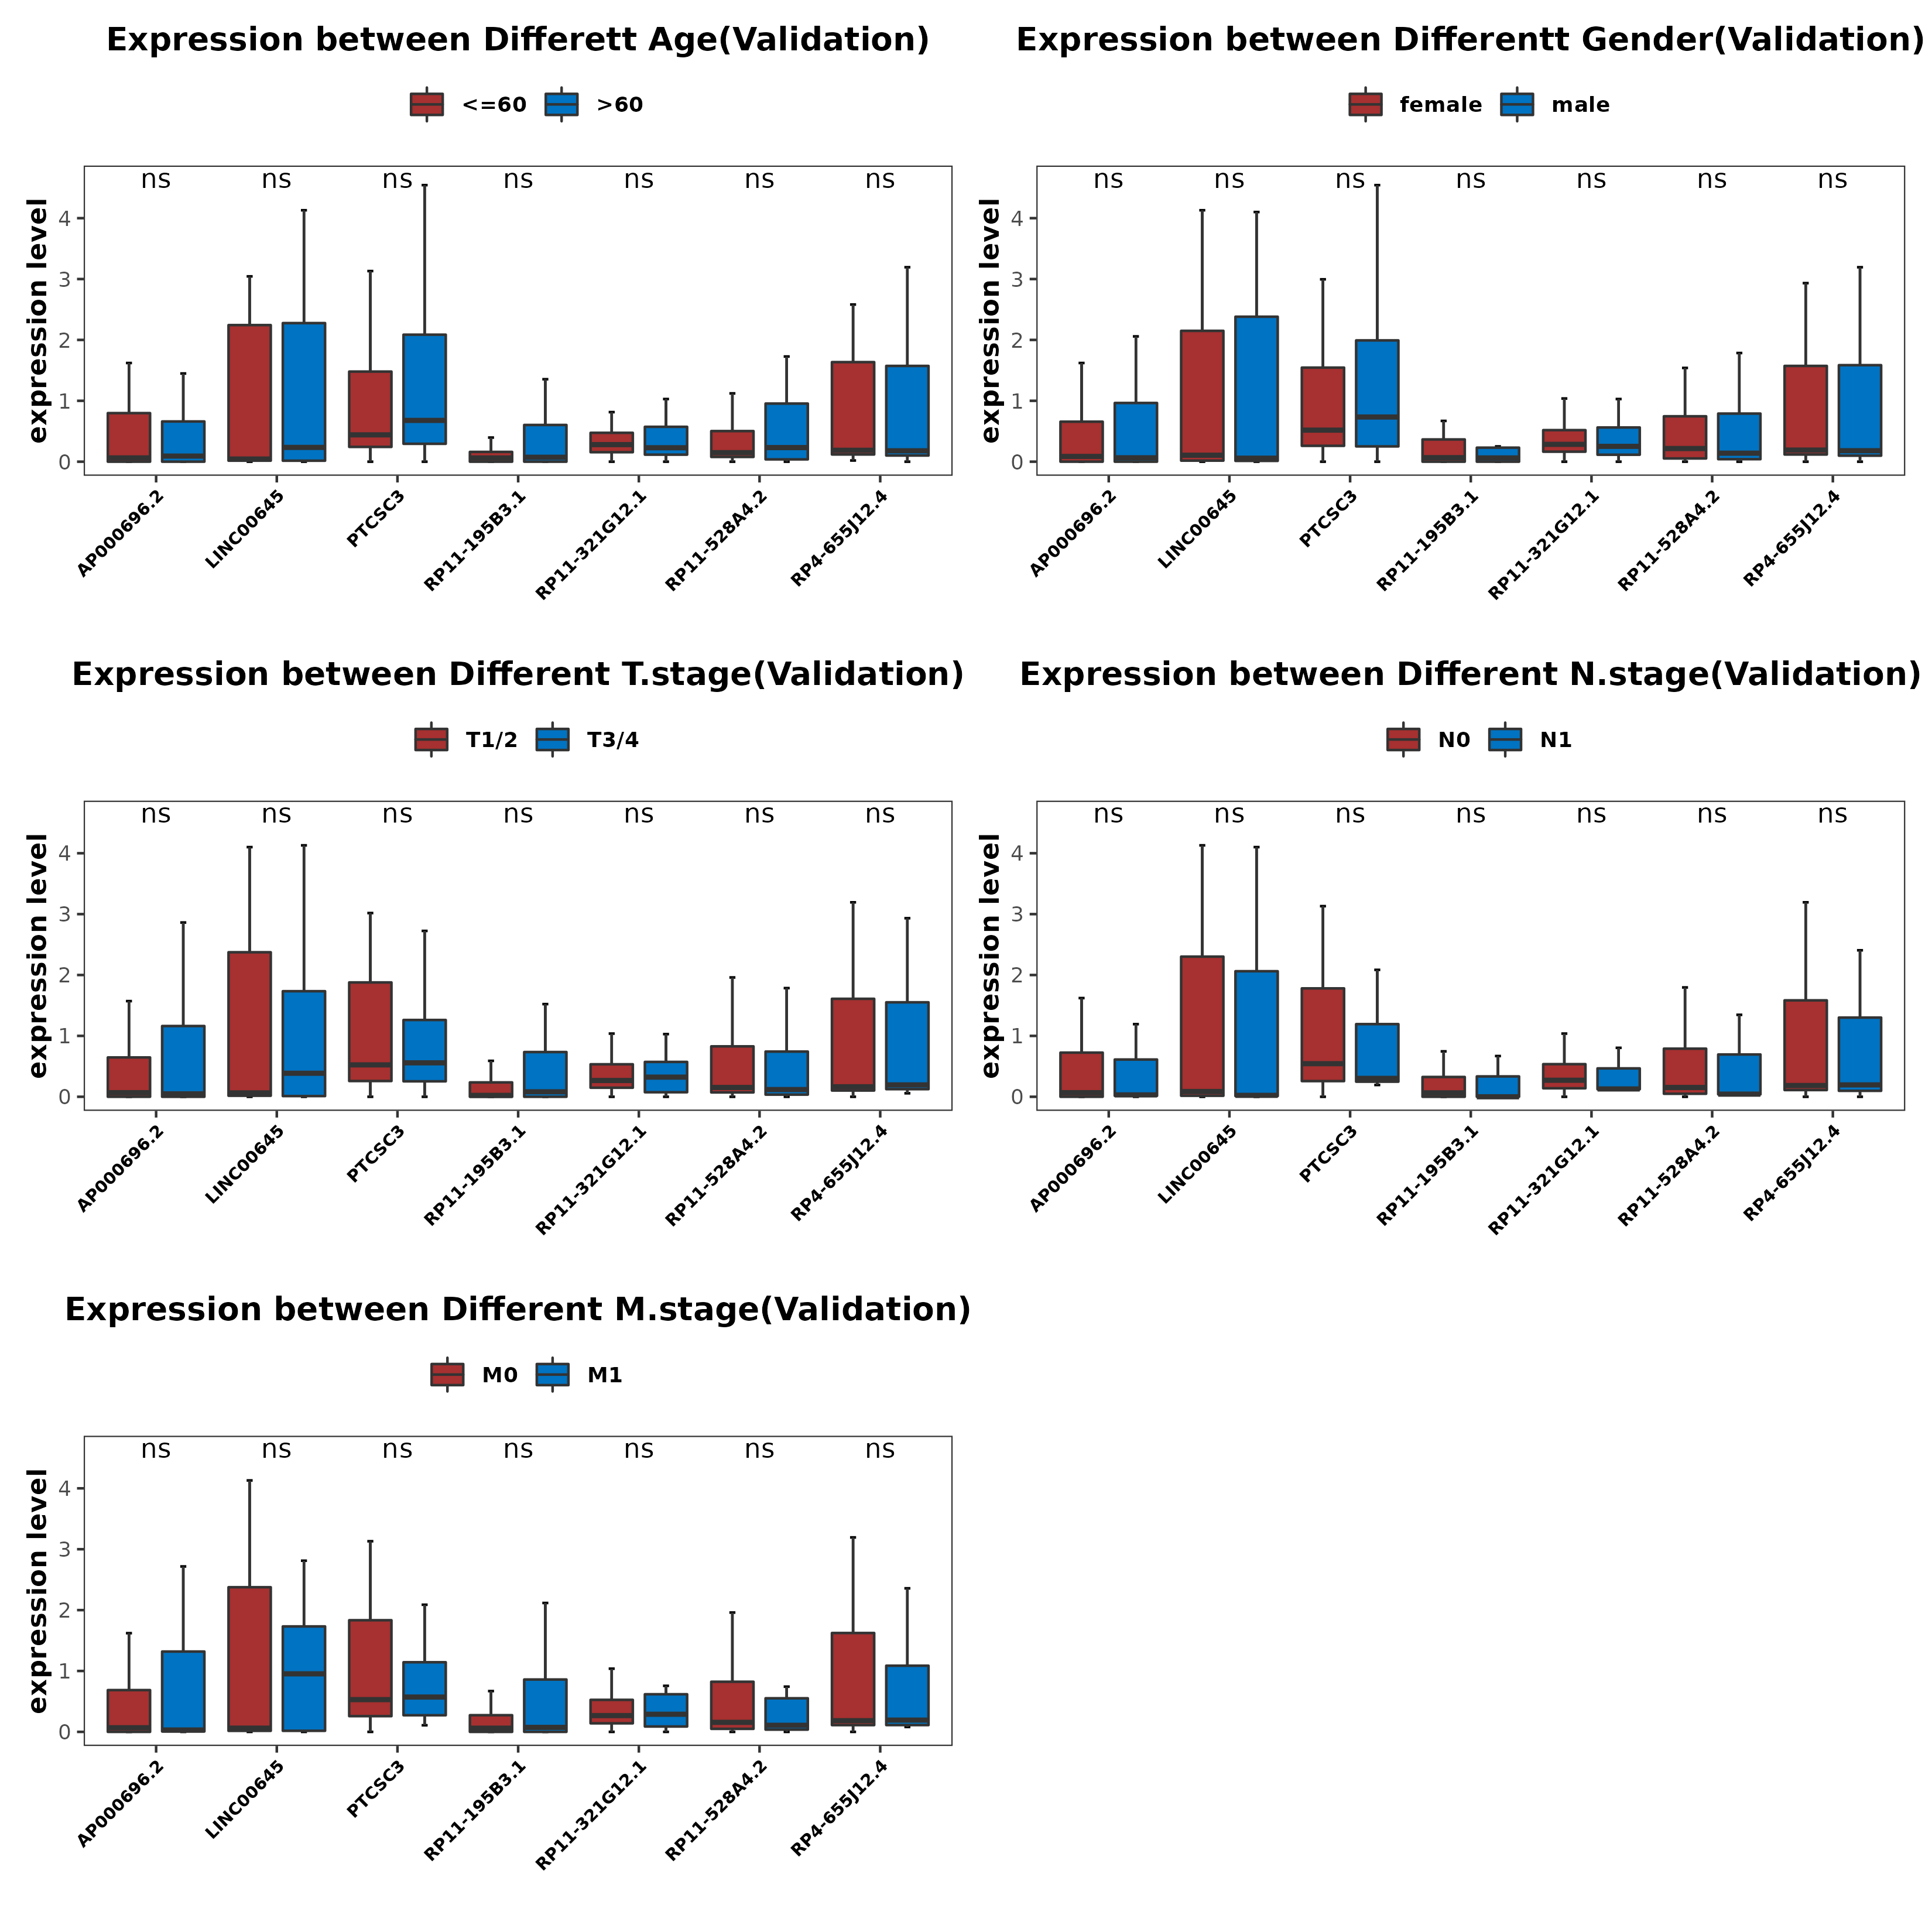 Expression between Differett Age(Validation)
<=60 >60
ns ns ns ns ns ns ns
expression level
4
3
2
1
0
AP000696.2 LINC00645 PTCSC3 RP11-195B3.1 RP11-321G12.1 RP11-528A4.2 RP4-655J12.4
Expression between Differentt Gender(Validation)
female male
ns ns ns ns ns ns ns
expression level
4
3
2
1
0
AP000696.2 LINC00645 PTCSC3 RP11-195B3.1 RP11-321G12.1 RP11-528A4.2 RP4-655J12.4
Expression between Different T.stage(Validation)
T1/2 T3/4
ns ns ns ns ns ns ns
expression level
4
3
2
1
0
AP000696.2 LINC00645 PTCSC3 RP11-195B3.1 RP11-321G12.1 RP11-528A4.2 RP4-655J12.4
Expression between Different N.stage(Validation)
N0 N1
ns ns ns ns ns ns ns
expression level
4
3
2
1
0
AP000696.2 LINC00645 PTCSC3 RP11-195B3.1 RP11-321G12.1 RP11-528A4.2 RP4-655J12.4
Expression between Different M.stage(Validation)
M0 M1
ns ns ns ns ns ns ns
expression level
4
3
2
1
0
AP000696.2 LINC00645 PTCSC3 RP11-195B3.1 RP11-321G12.1 RP11-528A4.2 RP4-655J12.4